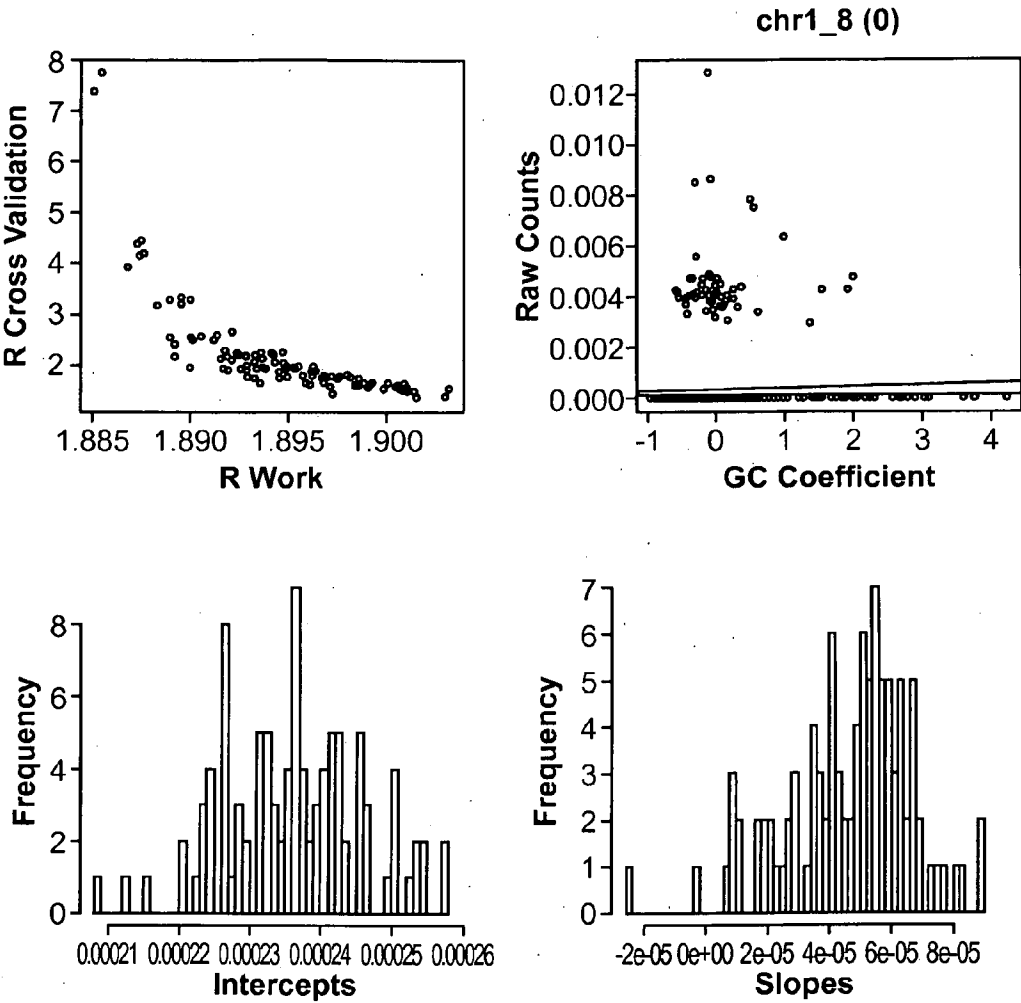 chr1_8 (0)
R Cross Validation
8
7
6
5
4
3
2
1.885 1.890 1.895 1.900
R Work
Raw Counts
0.012
0.010
0.008
0.006
0.004
0.002
0.000
-1 0 1 2 3 4
GC Coefficient
Frequency
8
6
4
2
0
0.00021 0.00022 0.00023 0.00024 0.00025 0.00026
Intercepts
Frequency
7
6
5
4
3
2
1
0
-2e-05 0e+00 2e-05 4e-05 6e-05 8e-05
Slopes